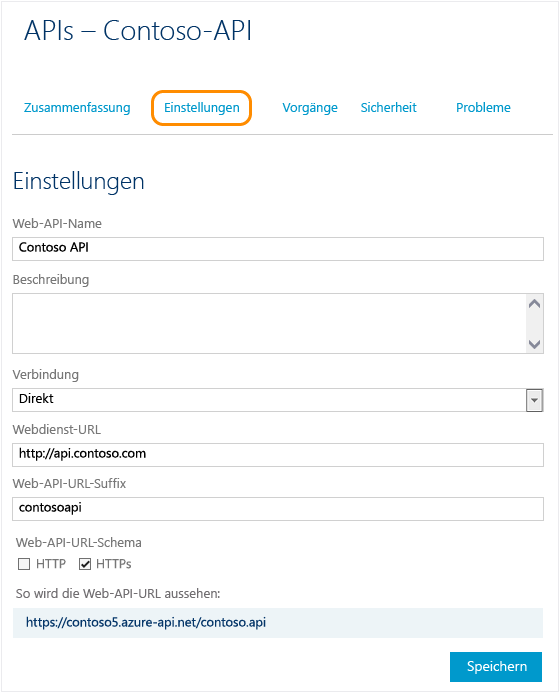 APIs – Contoso-API
Zusammenfassung Einstellungen Vorgänge Sicherheit Probleme
Einstellungen
Web-API-Name
Contoso API
Beschreibung
Verbindung
Direkt
Webdienst-URL
http://api.contoso.com
Web-API-URL-Suffix
contosoapi
Web-API-URL-Schema
HTTP HTTPs
So wird die Web-API-URL aussehen:
https://contoso5.azure-api.net/contoso.api
Speichern